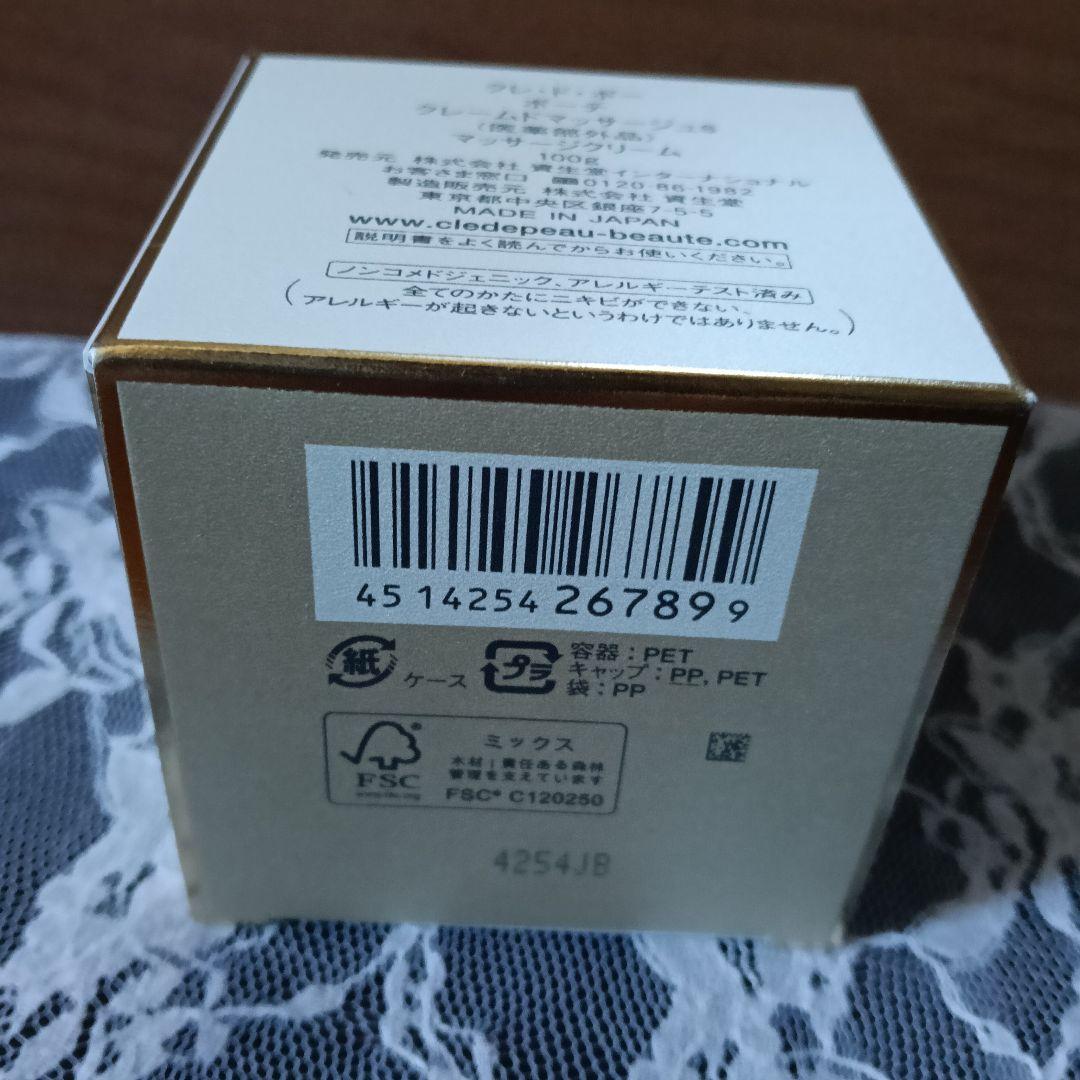 クレ・ド・ポー
ボーテ
クレームドマッサージュS
(医薬部外品)
マッサージクリーム
100g
発売元 株式会社 資生堂インターナショナル
お客さま窓口 0120-86-1982
製造販売元 株式会社 資生堂
東京都中央区銀座7-5-5
MADE IN JAPAN
www.cledepeau-beaute.com
説明書をよく読んでからお使いください。
ノンコメドジェニック、アレルギーテスト済み
(全てのかたにニキビができない、
アレルギーが起きないというわけではありません。)
4514254267899
紙 ケース
プラ 容器:PET
キャップ:PP, PET
袋:PP
FSC
www.fsc.org
ミックス
木材|責任ある森林
管理を支えています
FSC® C120250
4254JB